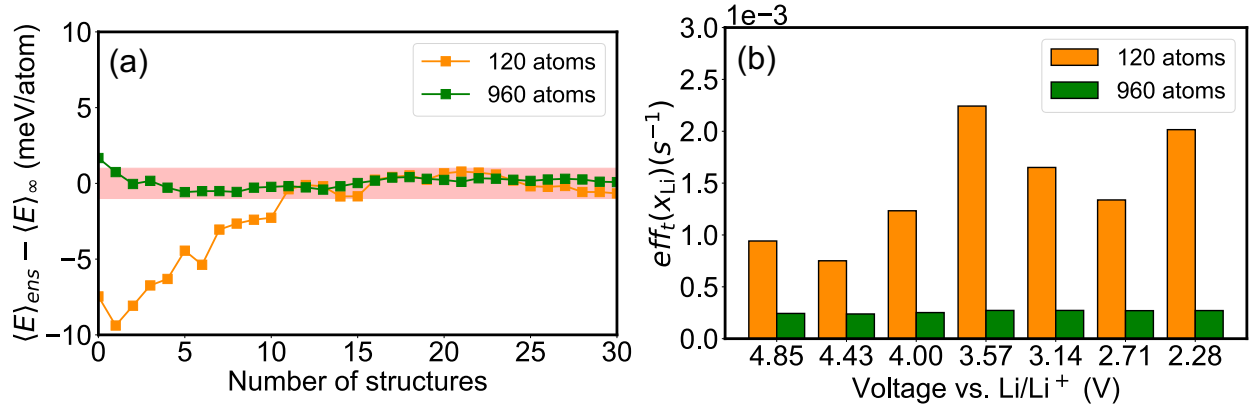 (a)
120 atoms
960 atoms
10
5
0
−5
−10
⟨E⟩ens − ⟨E⟩∞ (meV/atom)
0 5 10 15 20 25 30
Number of structures
1e−3
(b)
120 atoms
960 atoms
3.0
2.5
2.0
1.5
1.0
0.5
0.0
eff_t(x_Li)(s⁻¹)
4.85 4.43 4.00 3.57 3.14 2.71 2.28
Voltage vs. Li/Li⁺ (V)